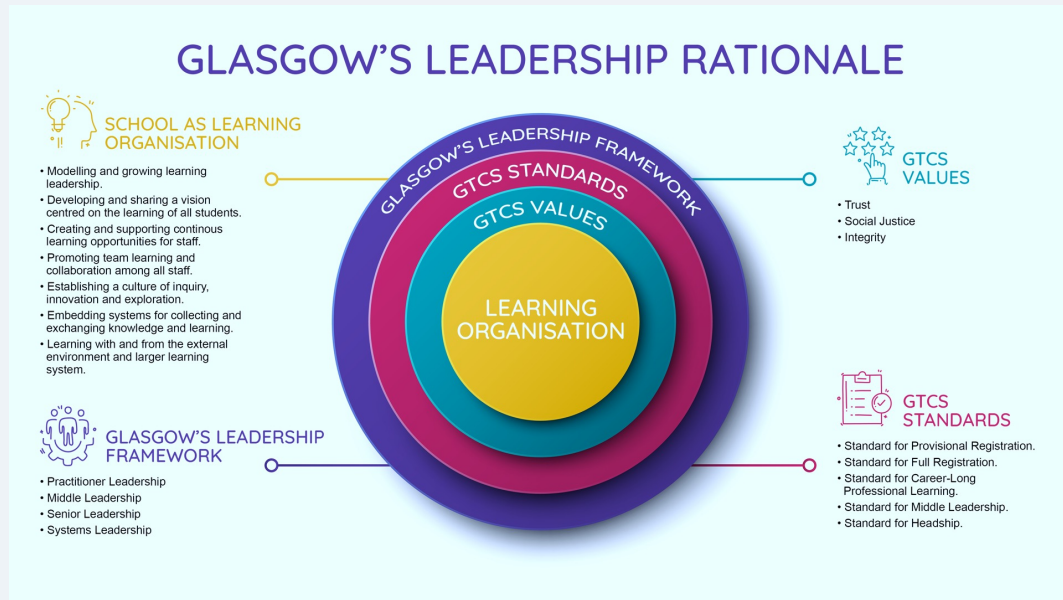 GLASGOW'S LEADERSHIP RATIONALE
SCHOOL AS LEARNING
ORGANISATION
• Modelling and growing learning
leadership.
• Developing and sharing a vision
centred on the learning of all students.
• Creating and supporting continous
learning opportunities for staff.
• Promoting team learning and
collaboration among all staff.
• Establishing a culture of inquiry,
innovation and exploration.
• Embedding systems for collecting and
exchanging knowledge and learning.
• Learning with and from the external
environment and larger learning
system.
GLASGOW'S LEADERSHIP
FRAMEWORK
• Practitioner Leadership
• Middle Leadership
• Senior Leadership
• Systems Leadership
GLASGOW'S LEADERSHIP FRAMEWORK
GTCS STANDARDS
GTCS VALUES
LEARNING
ORGANISATION
GTCS
VALUES
• Trust
• Social Justice
• Integrity
GTCS
STANDARDS
• Standard for Provisional Registration.
• Standard for Full Registration.
• Standard for Career-Long
Professional Learning.
• Standard for Middle Leadership.
• Standard for Headship.